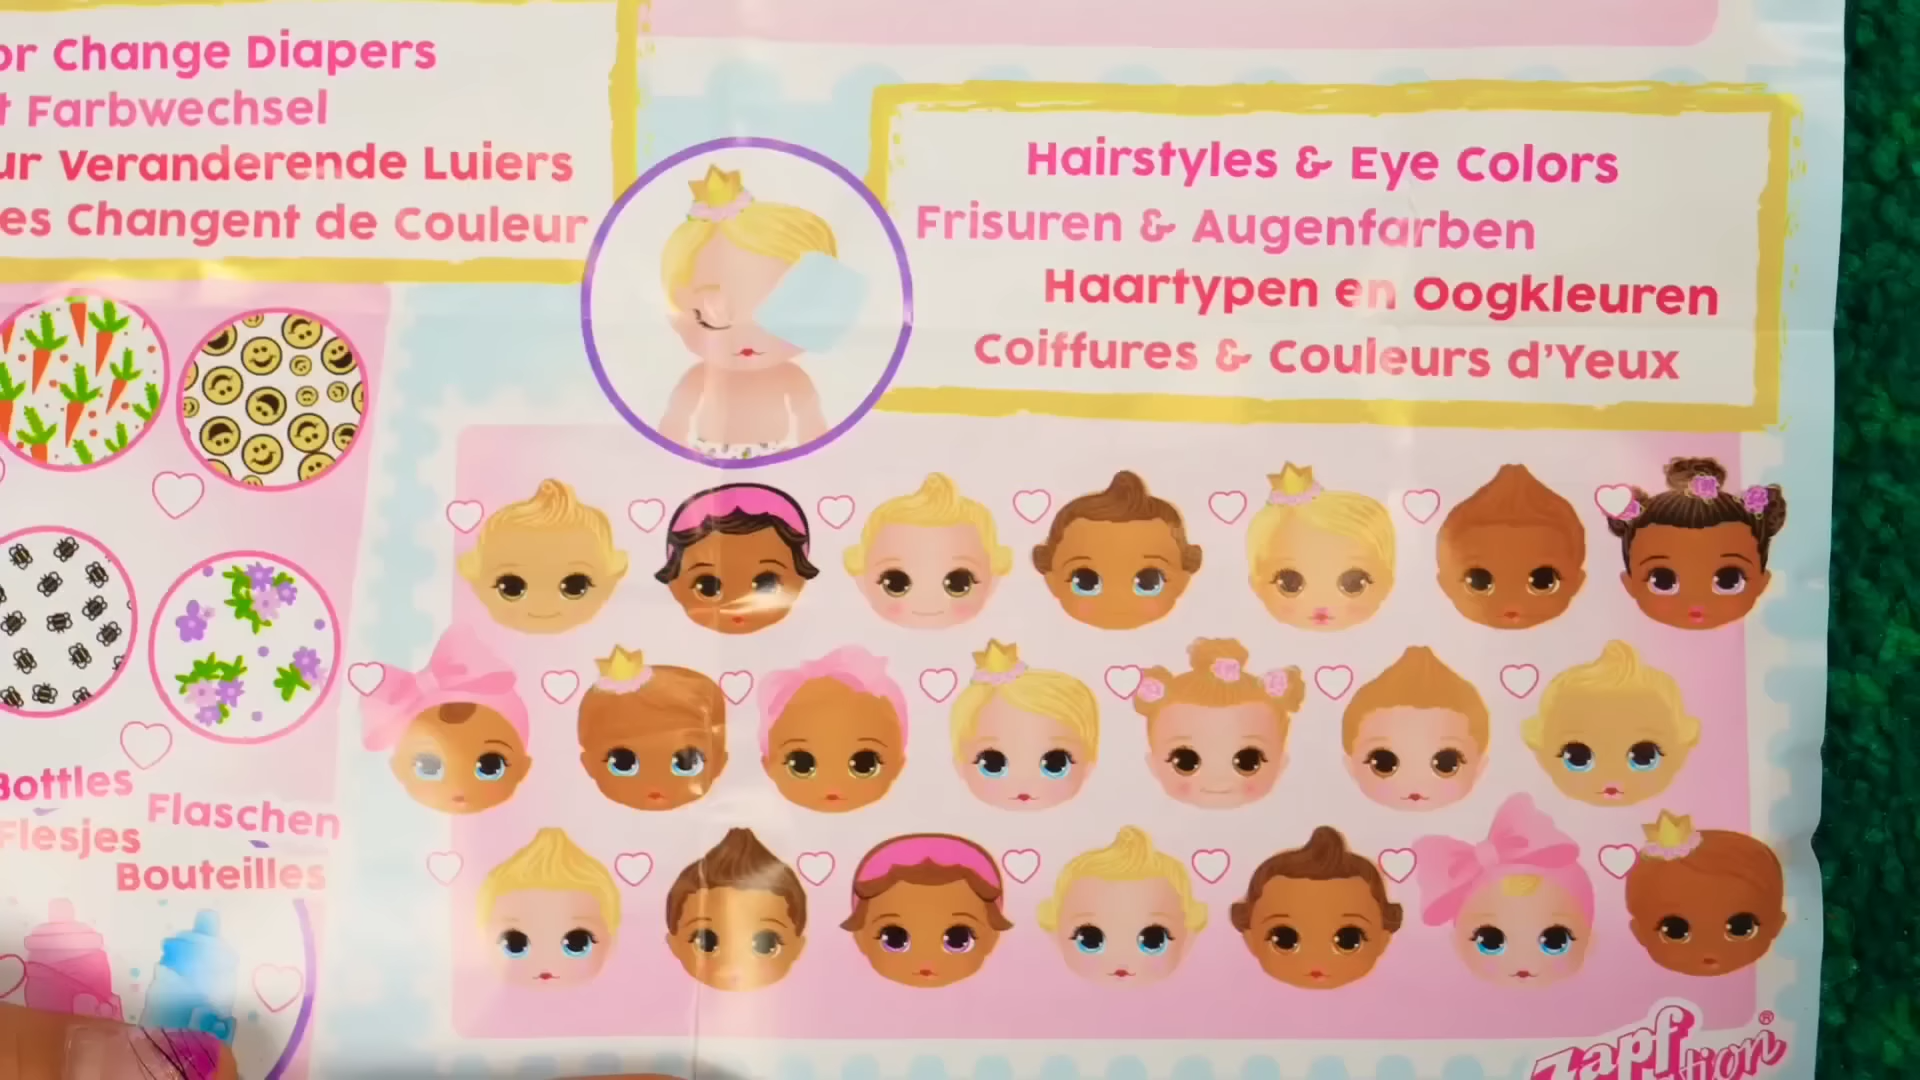 or Change Diapers
t Farbwechsel
ur Veranderende Luiers
es Changent de Couleur
Hairstyles & Eye Colors
Frisuren & Augenfarben
Haartypen en Oogkleuren
Coiffures & Couleurs d'Yeux
Bottles
Flaschen
Flesjes
Bouteilles
Zapf
tion®